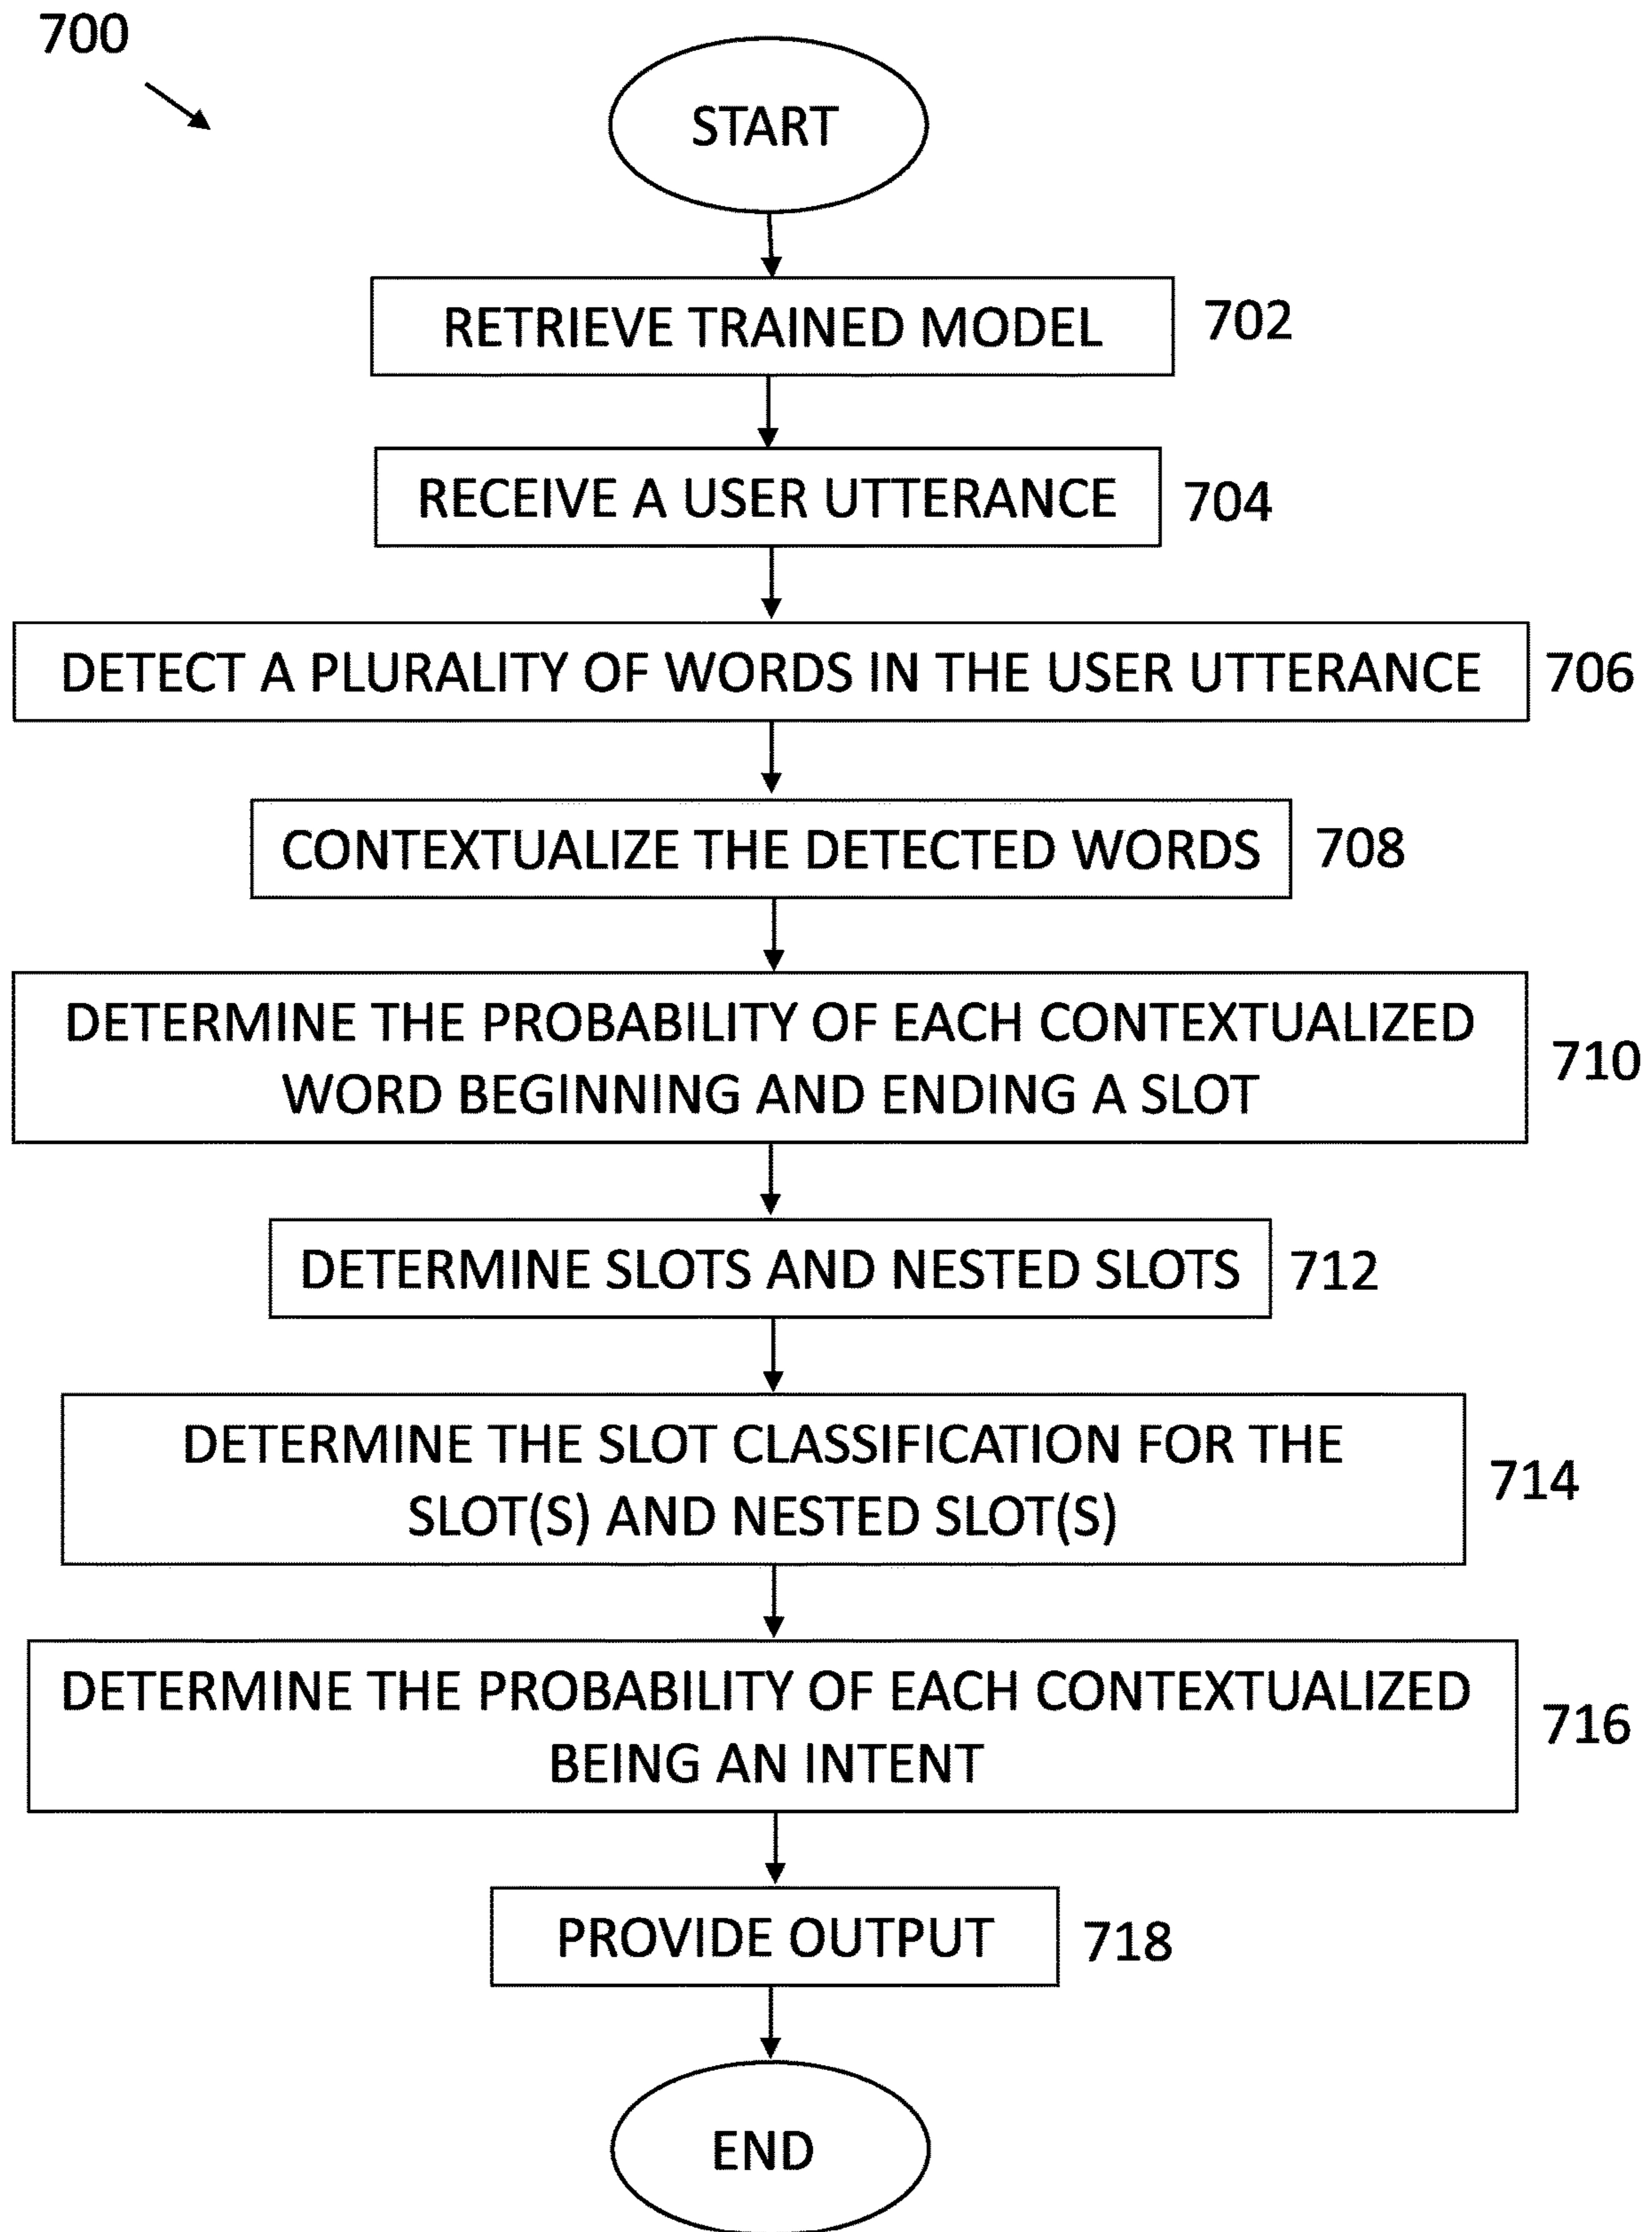 700
START
RETRIEVE TRAINED MODEL
702
RECEIVE A USER UTTERANCE
704
DETECT A PLURALITY OF WORDS IN THE USER UTTERANCE
706
CONTEXTUALIZE THE DETECTED WORDS
708
DETERMINE THE PROBABILITY OF EACH CONTEXTUALIZED
WORD BEGINNING AND ENDING A SLOT
710
DETERMINE SLOTS AND NESTED SLOTS
712
DETERMINE THE SLOT CLASSIFICATION FOR THE
SLOT(S) AND NESTED SLOT(S)
714
DETERMINE THE PROBABILITY OF EACH CONTEXTUALIZED
BEING AN INTENT
716
PROVIDE OUTPUT
718
END